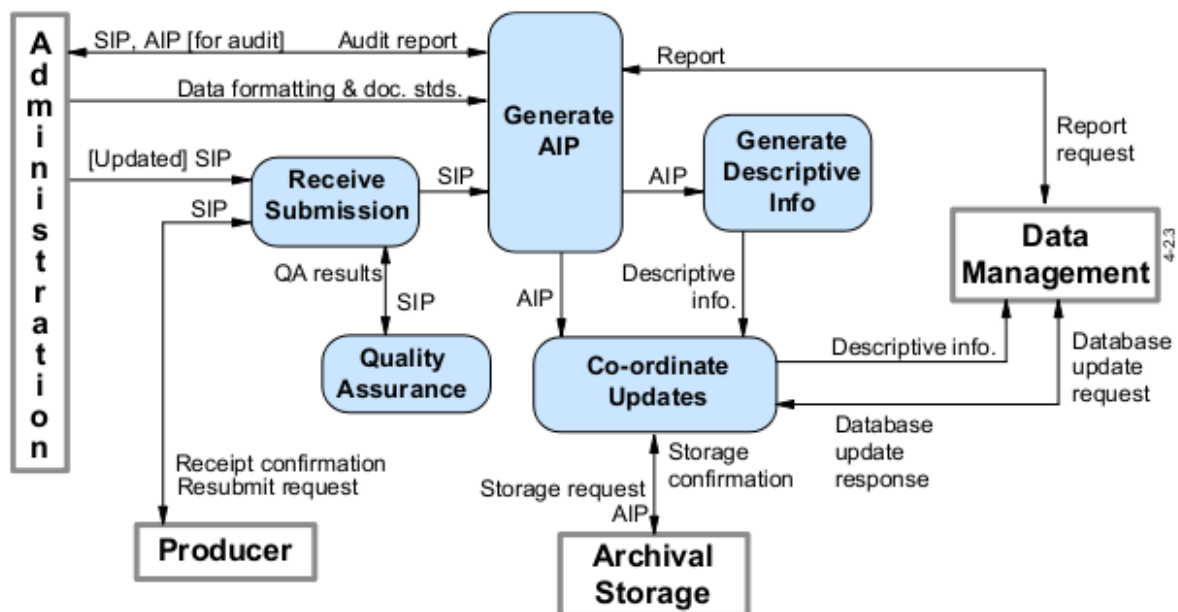 Administration
SIP, AIP [for audit]
Audit report
Data formatting & doc. stds.
[Updated] SIP
SIP
Receive
Submission
SIP
Generate
AIP
Report
Report
request
AIP
Generate
Descriptive
Info
Data
Management
4-2.3
QA results
SIP
Quality
Assurance
AIP
Descriptive
info.
Co-ordinate
Updates
Descriptive info.
Database
update
request
Database
update
response
Receipt confirmation
Resubmit request
Producer
Storage request
AIP
Storage
confirmation
Archival
Storage